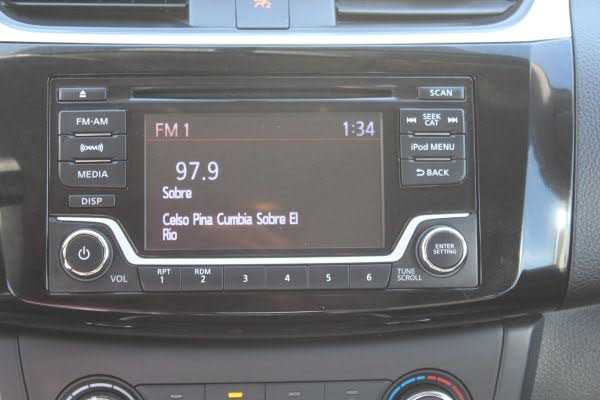 SCAN
FM·AM
FM 1
1:34
SEEK
CAT
((XM))
97.9
iPod MENU
MEDIA
Sobre
BACK
DISP
Celso Pina Cumbia Sobre El
Rio
ENTER
SETTING
VOL
RPT
1
RDM
2
3
4
5
6
TUNE
SCROLL